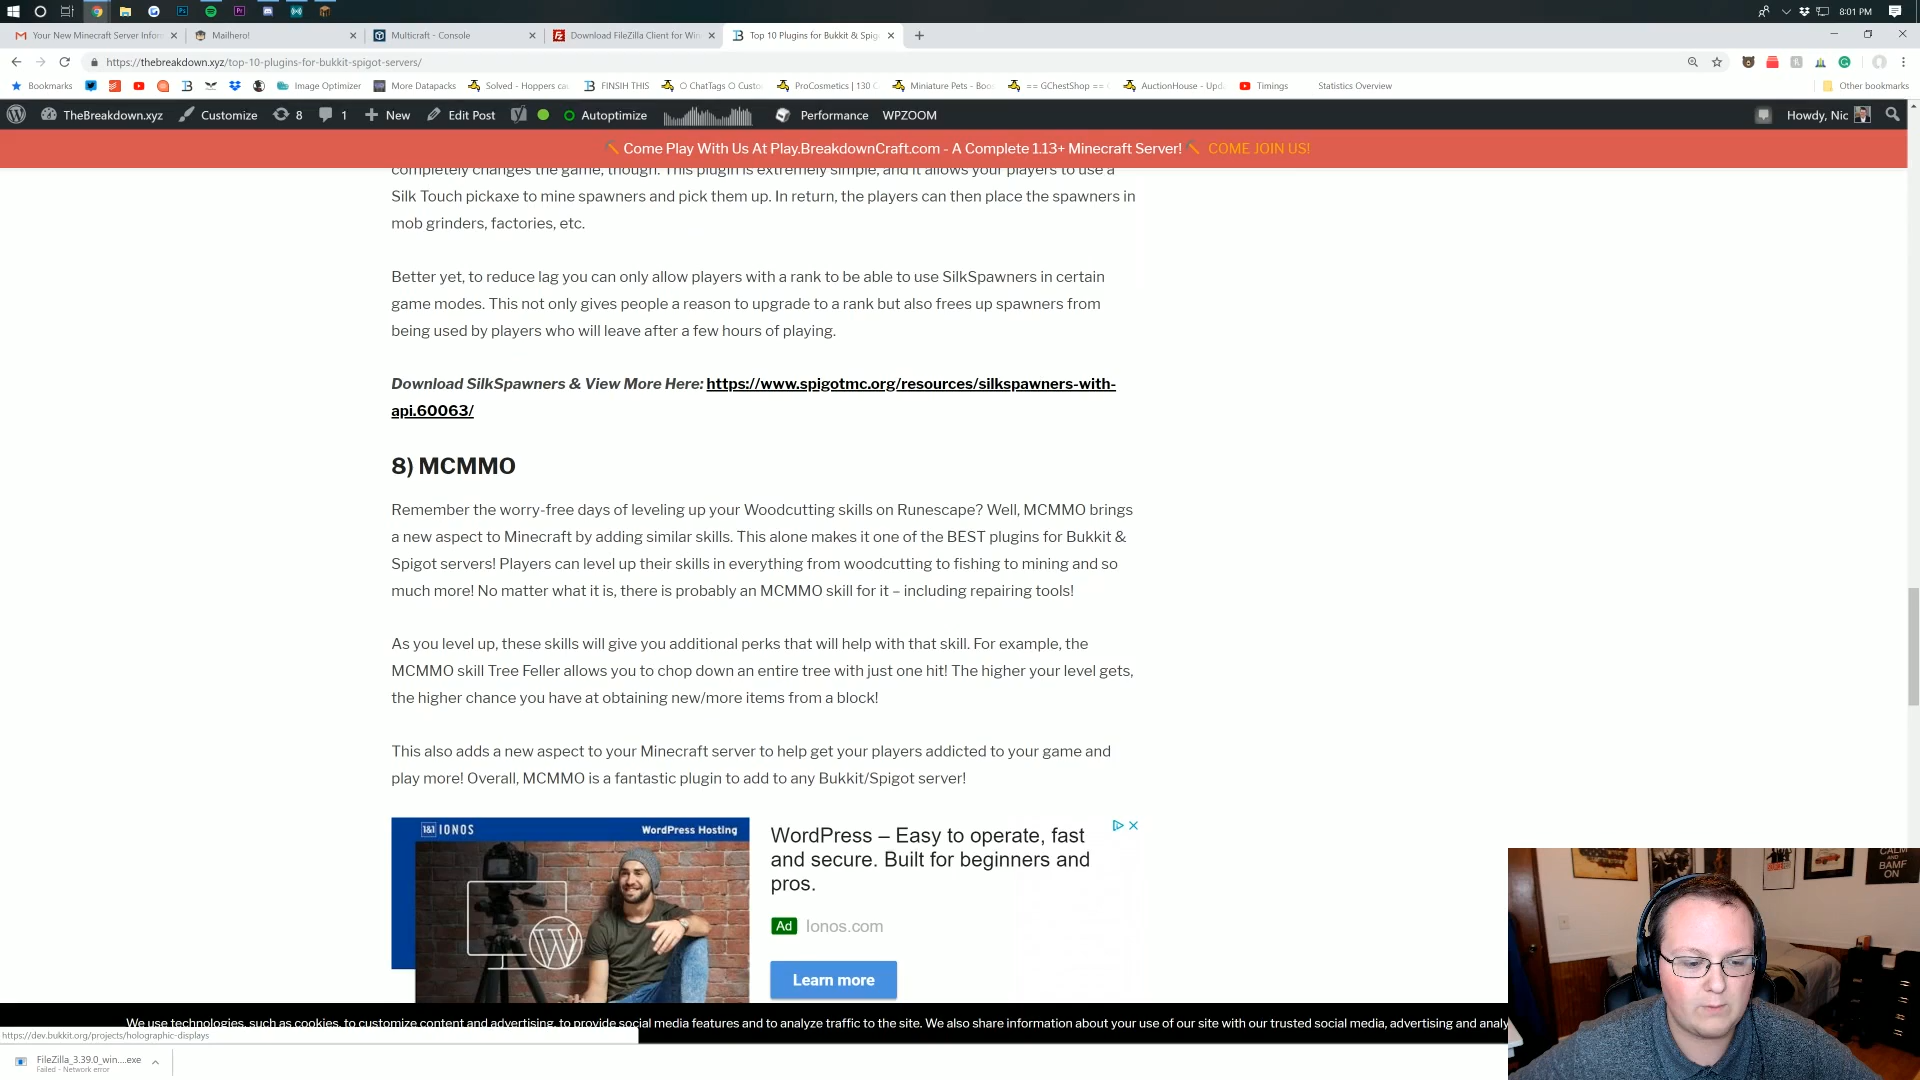 8:01 PM
Your New Minecraft Server Infor
Mailhero!
Multicraft - Console
Download FileZilla Client for Win
Top 10 Plugins for Bukkit & Spig
https://thebreakdown.xyz/top-10-plugins-for-bukkit-spigot-servers/
Bookmarks
Image Optimizer
More Datapacks
Solved - Hoppers ca
FINSIH THIS
O ChatTags O Custo
ProCosmetics | 130 C
Miniature Pets - Boo
== GChestShop ==
AuctionHouse - Upd
Timings
Statistics Overview
Other bookmarks
TheBreakdown.xyz
Customize
8
1
New
Edit Post
Autoptimize
Performance
WPZOOM
Howdy, Nic
Come Play With Us At Play.BreakdownCraft.com - A Complete 1.13+ Minecraft Server! COME JOIN US!
completely changes the game, though. This plugin is extremely simple, and it allows your players to use a
Silk Touch pickaxe to mine spawners and pick them up. In return, the players can then place the spawners in
mob grinders, factories, etc.
Better yet, to reduce lag you can only allow players with a rank to be able to use SilkSpawners in certain
game modes. This not only gives people a reason to upgrade to a rank but also frees up spawners from
being used by players who will leave after a few hours of playing.
Download SilkSpawners & View More Here: https://www.spigotmc.org/resources/silkspawners-with-
api.60063/
8) MCMMO
Remember the worry-free days of leveling up your Woodcutting skills on Runescape? Well, MCMMO brings
a new aspect to Minecraft by adding similar skills. This alone makes it one of the BEST plugins for Bukkit &
Spigot servers! Players can level up their skills in everything from woodcutting to fishing to mining and so
much more! No matter what it is, there is probably an MCMMO skill for it – including repairing tools!
As you level up, these skills will give you additional perks that will help with that skill. For example, the
MCMMO skill Tree Feller allows you to chop down an entire tree with just one hit! The higher your level gets,
the higher chance you have at obtaining new/more items from a block!
This also adds a new aspect to your Minecraft server to help get your players addicted to your game and
play more! Overall, MCMMO is a fantastic plugin to add to any Bukkit/Spigot server!
1&1 IONOS
WordPress Hosting
WordPress – Easy to operate, fast
and secure. Built for beginners and
pros.
Ad Ionos.com
Learn more
CALM
AND
BAMF
ON
We use technologies, such as cookies, to customize content and advertising, to provide social media features and to analyze traffic to the site. We also share information about your use of our site with our trusted social media, advertising and analy
https://dev.bukkit.org/projects/holographic-displays
FileZilla_3.39.0_win....exe
Failed - Network error